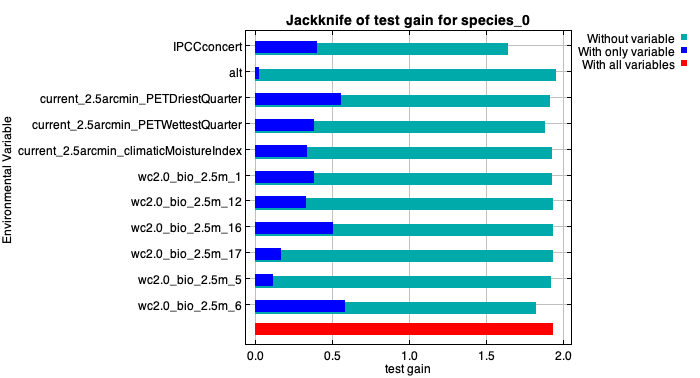 Jackknife of test gain for species_0
Without variable
With only variable
With all variables
Environmental Variable
IPCCconcert
alt
current_2.5arcmin_PETDriestQuarter
current_2.5arcmin_PETWettestQuarter
current_2.5arcmin_climaticMoistureIndex
wc2.0_bio_2.5m_1
wc2.0_bio_2.5m_12
wc2.0_bio_2.5m_16
wc2.0_bio_2.5m_17
wc2.0_bio_2.5m_5
wc2.0_bio_2.5m_6
0.0 0.5 1.0 1.5 2.0
test gain